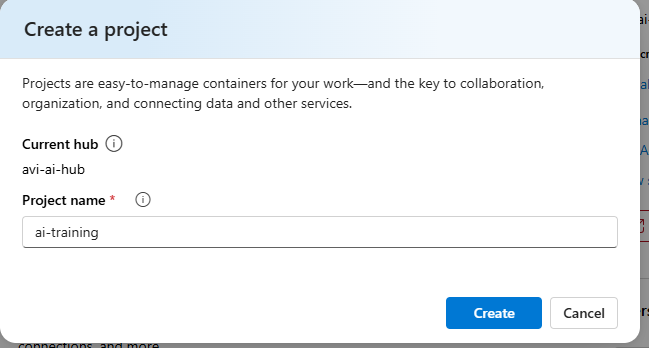 Create a project
Projects are easy-to-manage containers for your work—and the key to collaboration,
organization, and connecting data and other services.
Current hub
avi-ai-hub
Project name *
ai-training
Create
Cancel
connections, and more